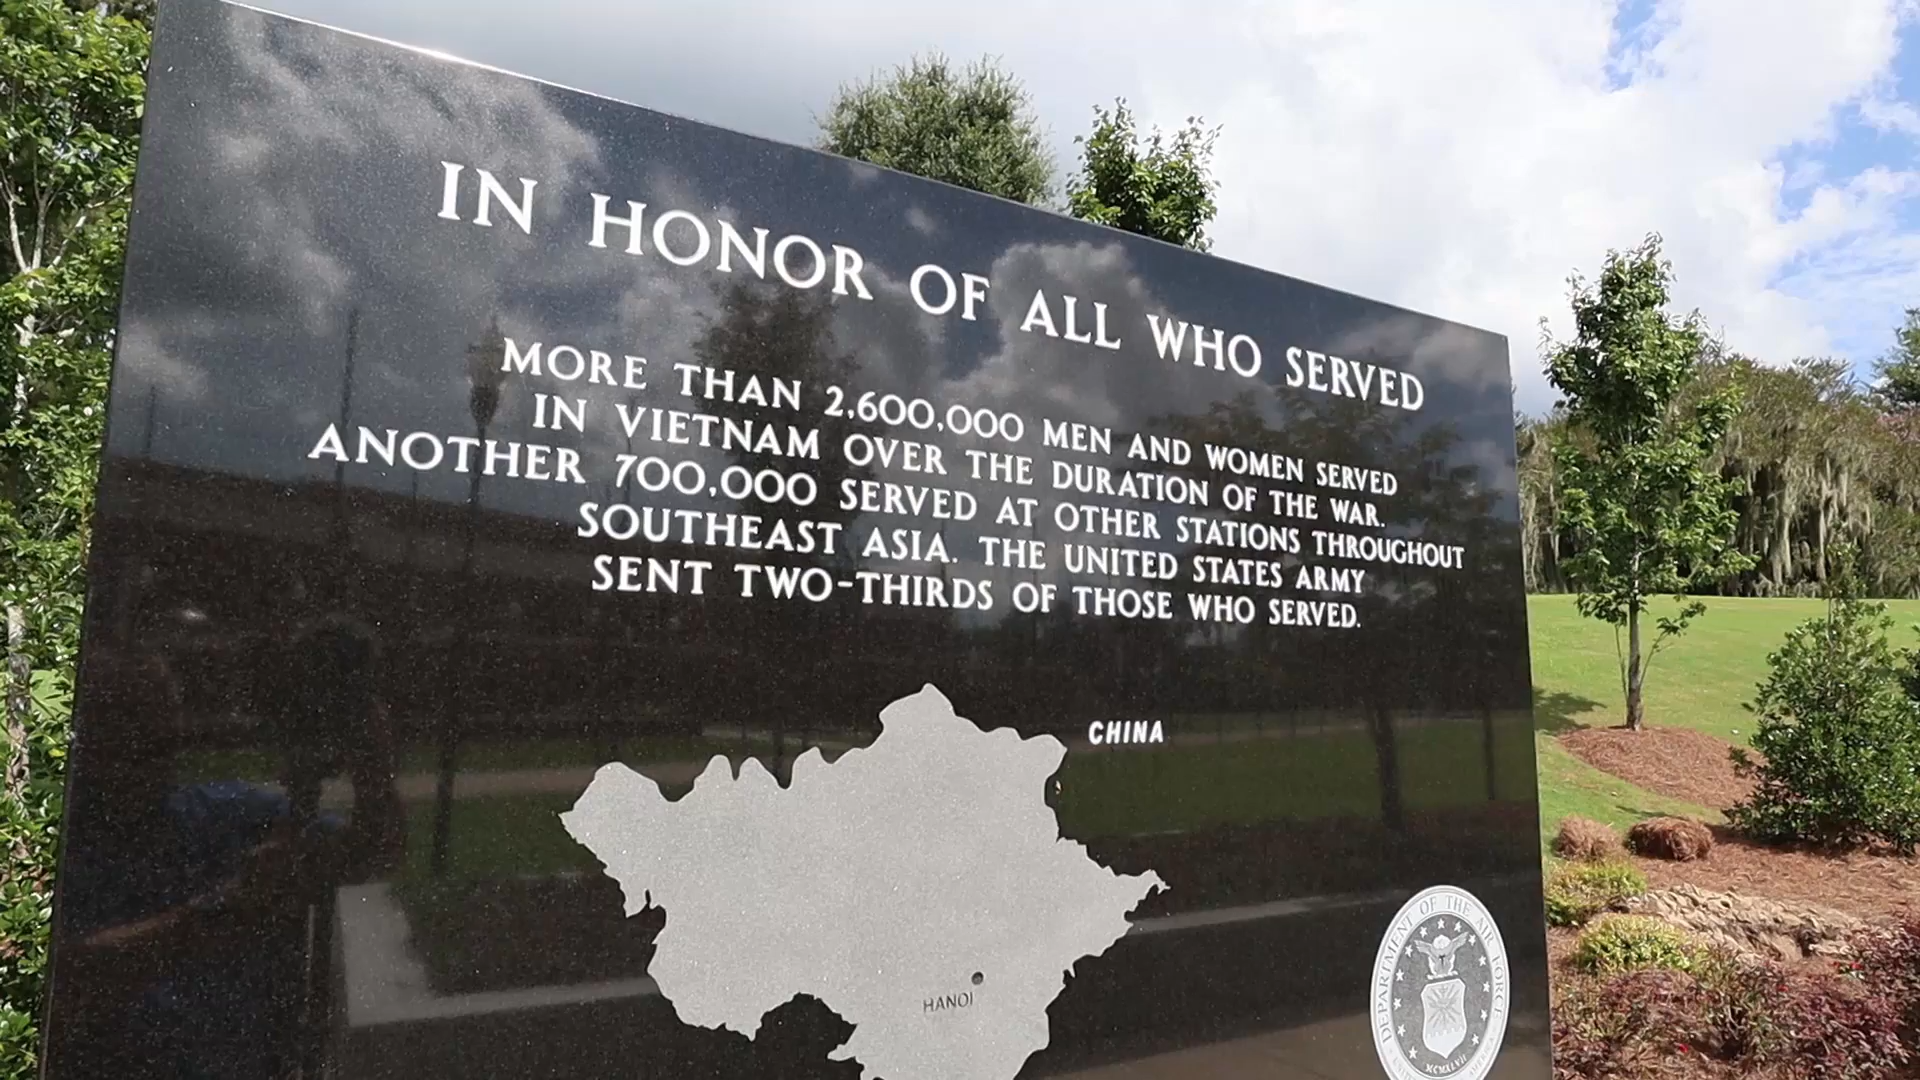 IN HONOR OF ALL WHO SERVED
MORE THAN 2,600,000 MEN AND WOMEN SERVED
IN VIETNAM OVER THE DURATION OF THE WAR.
ANOTHER 700,000 SERVED AT OTHER STATIONS THROUGHOUT
SOUTHEAST ASIA. THE UNITED STATES ARMY
SENT TWO-THIRDS OF THOSE WHO SERVED.
CHINA
HANOI
DEPARTMENT OF THE AIR FORCE
MCMXLVII